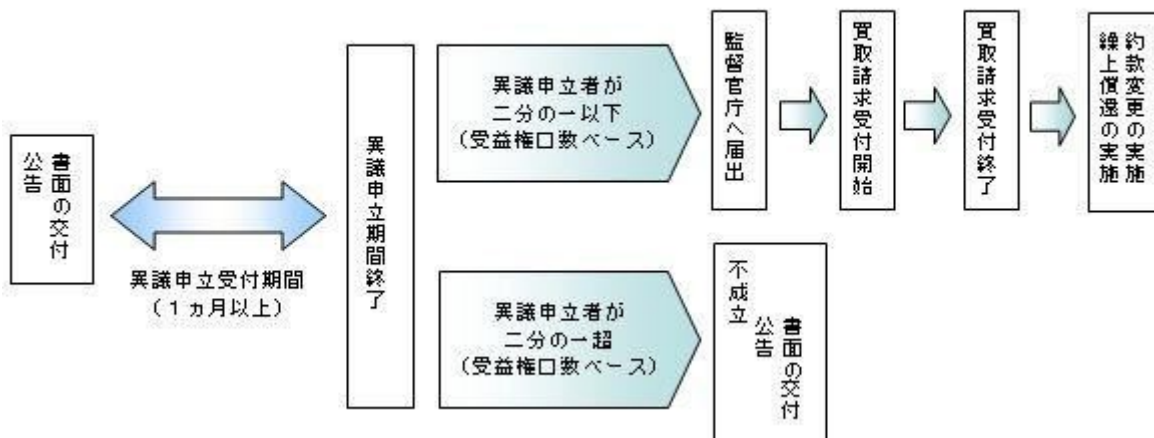 書面の交付
公告
異議申立受付期間
(1ヵ月以上)
異議申立期間終了
異議申立者が
二分の一以下
(受益権口数ベース)
監督官庁へ届出
買取請求受付開始
買取請求受付終了
約款変更の実施
繰上償還の実施
異議申立者が
二分の一超
(受益権口数ベース)
不成立
書面の交付
公告